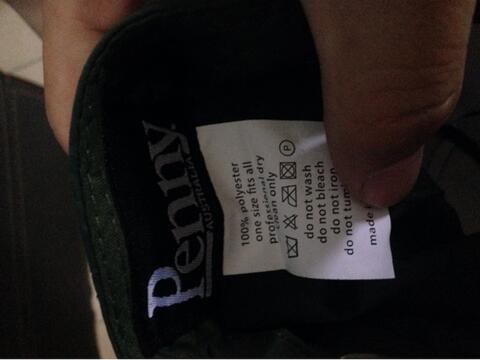 Penny.
AUSTRALIA
100% polyester
one size fits all
professional dry
clean only
P
do not wash
do not bleach
do not iron
do not tum
made